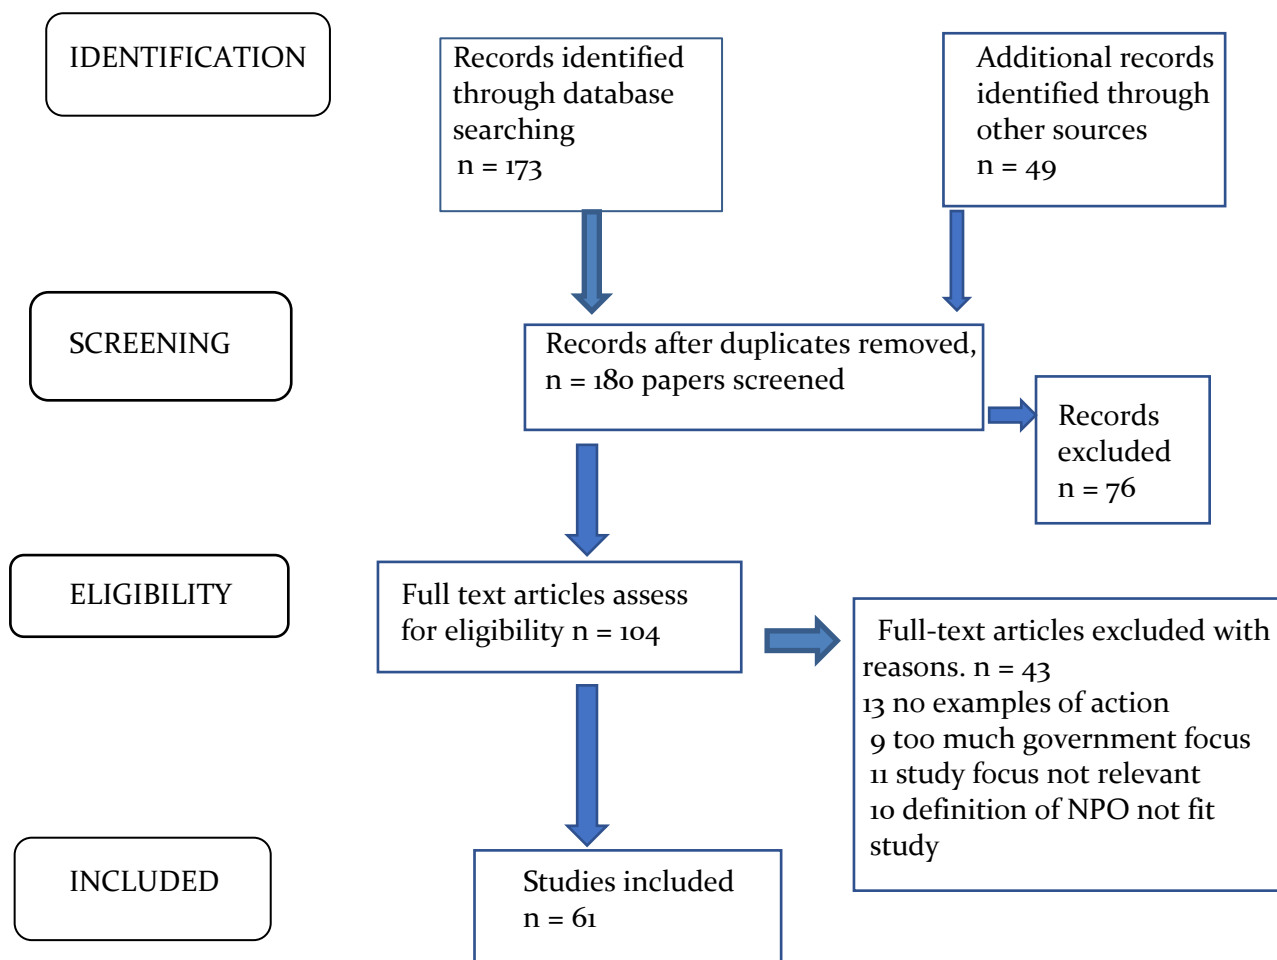 IDENTIFICATION
Records identified
through database
searching
n = 173
Additional records
identified through
other sources
n = 49
SCREENING
Records after duplicates removed,
n = 180 papers screened
Records
excluded
n = 76
ELIGIBILITY
Full text articles assess
for eligibility n = 104
Full-text articles excluded with
reasons. n = 43
13 no examples of action
9 too much government focus
11 study focus not relevant
10 definition of NPO not fit
study
INCLUDED
Studies included
n = 61